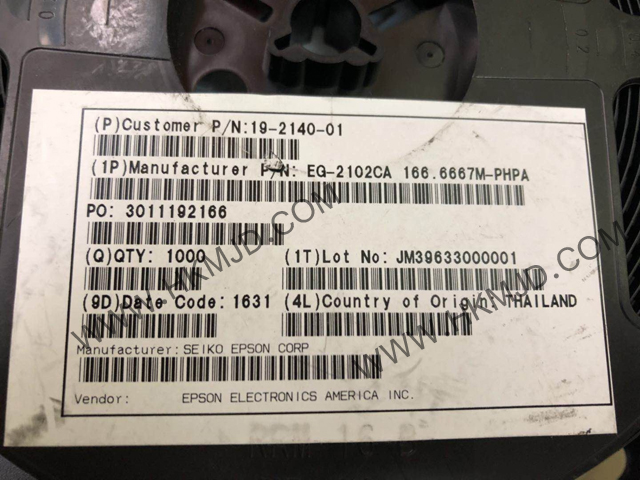 (P)Customer P/N:19-2140-01
(1P)Manufacturer P/N: EG-2102CA 166.6667M-PHPA
PO: 3011192166
(Q)QTY: 1000 (1T)Lot No: JM39633000001
(9D)Date Code: 1631 (4L)Country of Origin: THAILAND
Manufacturer: SEIKO EPSON CORP
Vendor: EPSON ELECTRONICS AMERICA INC.
WWW.HKMJD.COM
WWW.HKMJD.COM